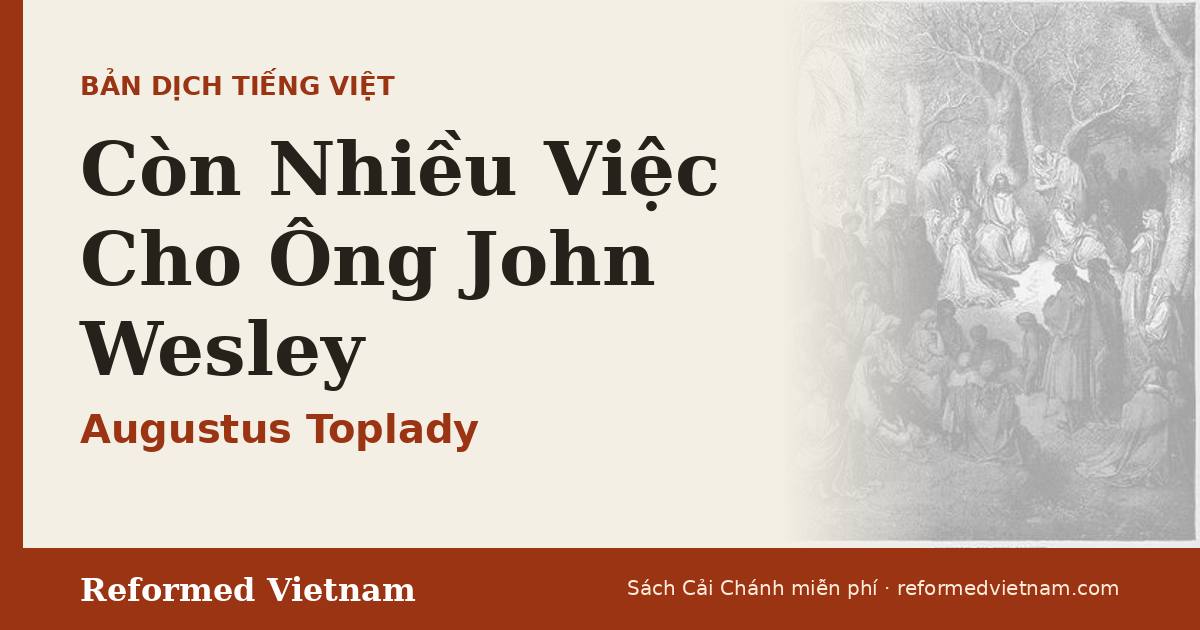 BẢN DỊCH TIẾNG VIỆT
Còn Nhiều Việc
Cho Ông John
Wesley
Augustus Toplady
Reformed Vietnam
Sách Cải Chánh miễn phí · reformedvietnam.com